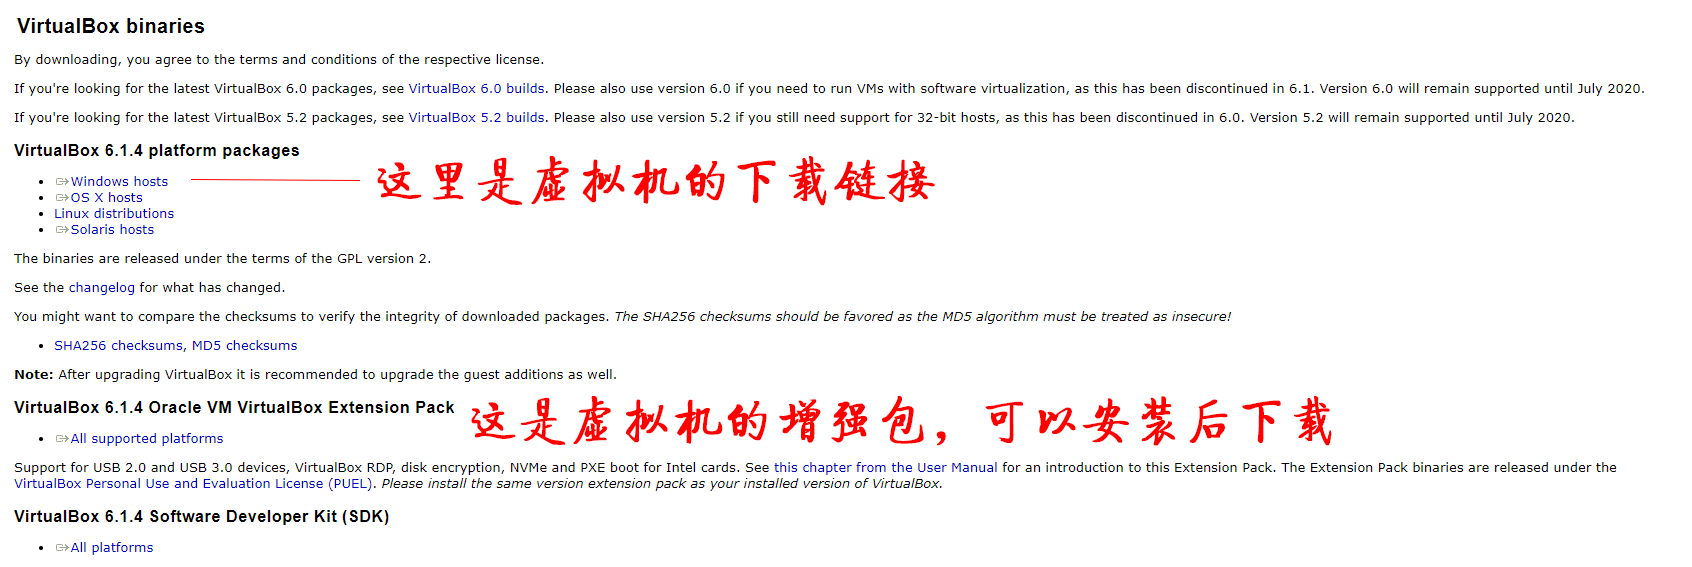 VirtualBox binaries
By downloading, you agree to the terms and conditions of the respective license.
If you're looking for the latest VirtualBox 6.0 packages, see VirtualBox 6.0 builds. Please also use version 6.0 if you need to run VMs with software virtualization, as this has been discontinued in 6.1. Version 6.0 will remain supported until July 2020.
If you're looking for the latest VirtualBox 5.2 packages, see VirtualBox 5.2 builds. Please also use version 5.2 if you still need support for 32-bit hosts, as this has been discontinued in 6.0. Version 5.2 will remain supported until July 2020.
VirtualBox 6.1.4 platform packages
Windows hosts
这里是虚拟机的下载链接
OS X hosts
Linux distributions
Solaris hosts
The binaries are released under the terms of the GPL version 2.
See the changelog for what has changed.
You might want to compare the checksums to verify the integrity of downloaded packages. The SHA256 checksums should be favored as the MD5 algorithm must be treated as insecure!
SHA256 checksums, MD5 checksums
Note: After upgrading VirtualBox it is recommended to upgrade the guest additions as well.
VirtualBox 6.1.4 Oracle VM VirtualBox Extension Pack
这是虚拟机的增强包，可以安装后下载
All supported platforms
Support for USB 2.0 and USB 3.0 devices, VirtualBox RDP, disk encryption, NVMe and PXE boot for Intel cards. See this chapter from the User Manual for an introduction to this Extension Pack. The Extension Pack binaries are released under the
VirtualBox Personal Use and Evaluation License (PUEL). Please install the same version extension pack as your installed version of VirtualBox.
VirtualBox 6.1.4 Software Developer Kit (SDK)
All platforms